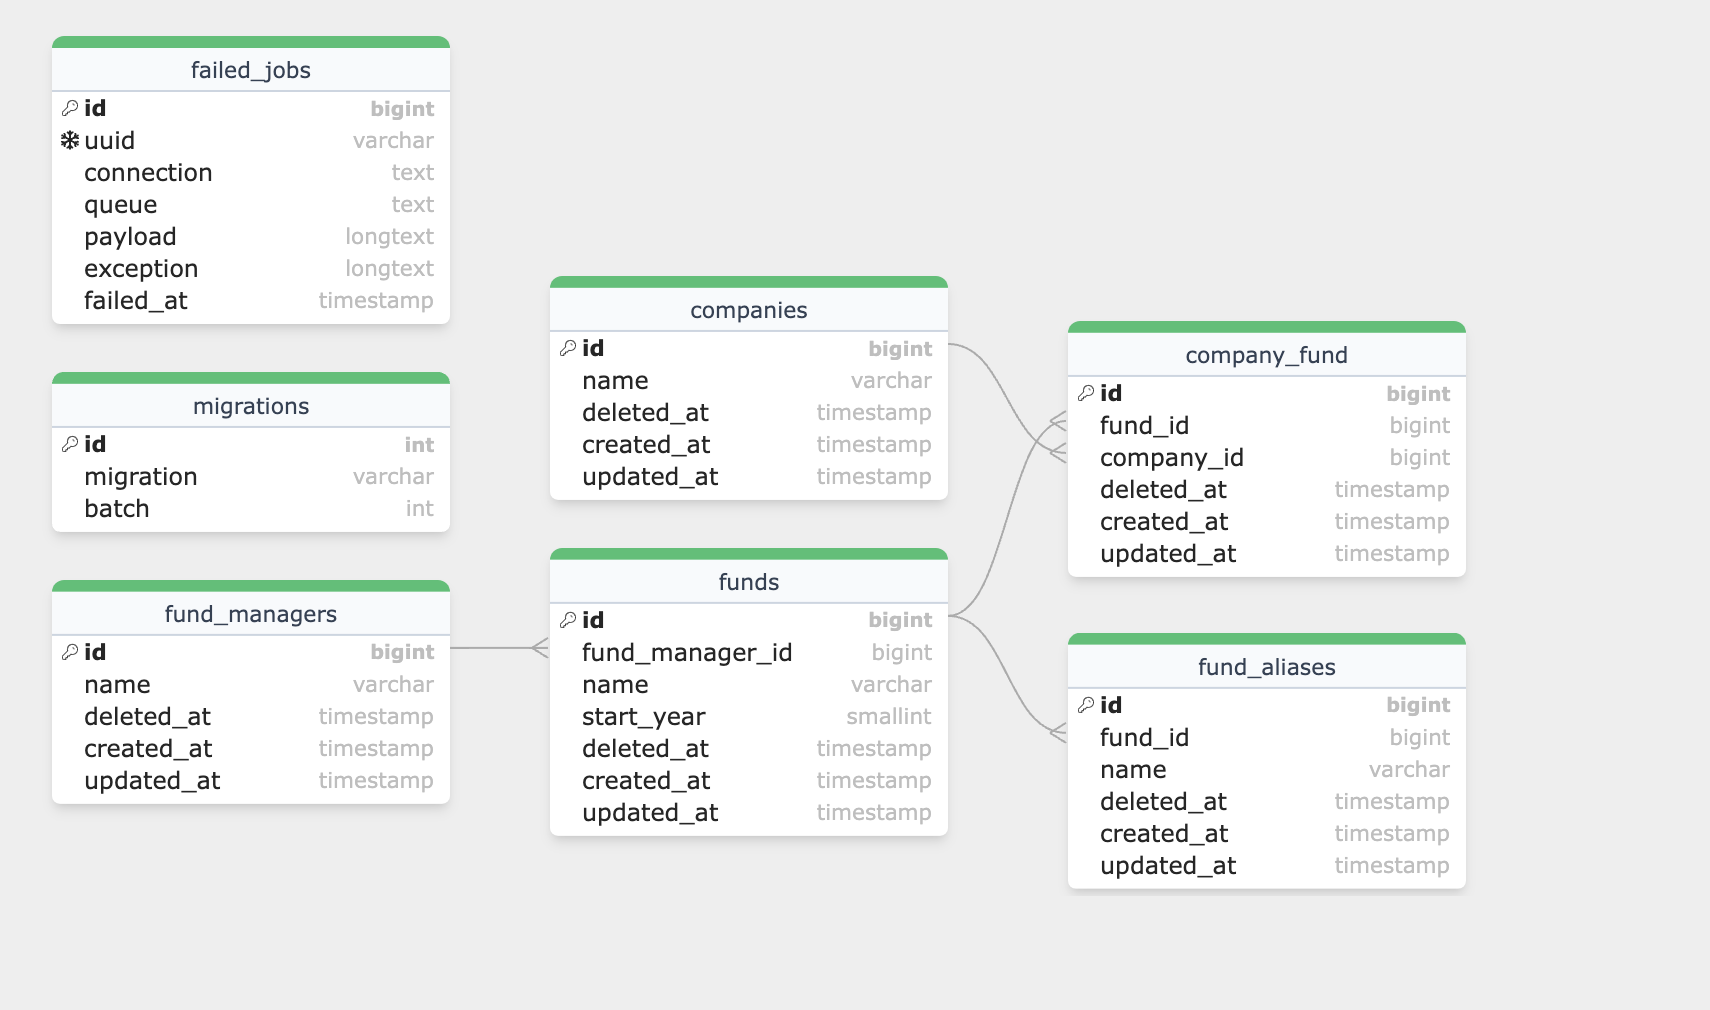 failed_jobs
id bigint
uuid varchar
connection text
queue text
payload longtext
exception longtext
failed_at timestamp
migrations
id int
migration varchar
batch int
fund_managers
id bigint
name varchar
deleted_at timestamp
created_at timestamp
updated_at timestamp
companies
id bigint
name varchar
deleted_at timestamp
created_at timestamp
updated_at timestamp
funds
id bigint
fund_manager_id bigint
name varchar
start_year smallint
deleted_at timestamp
created_at timestamp
updated_at timestamp
company_fund
id bigint
fund_id bigint
company_id bigint
deleted_at timestamp
created_at timestamp
updated_at timestamp
fund_aliases
id bigint
fund_id bigint
name varchar
deleted_at timestamp
created_at timestamp
updated_at timestamp